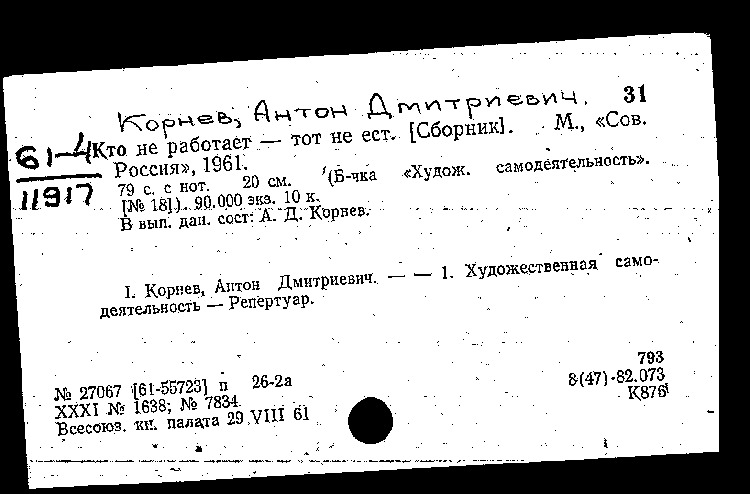 Корнев, Антон Дмитриевич. 31
61-4 Кто не работает — тот не ест. [Сборник]. М., «Сов.
11917 Россия», 1961.
79 с. с нот. 20 см. (Б-чка «Худож. самодеятельность».
[№ 18].). 90.000 экз. 10 к.
В вып. дан. сост: А. Д. Корнев.
I. Корнев, Антон Дмитриевич. — — 1. Художественная само-
деятельность — Репертуар.
793
№ 27067 [61-55723] п 26-2а 8(47)-82.073
XXXI № 1638; № 7834 К876
Всесоюз. кн. палата 29 VIII 61